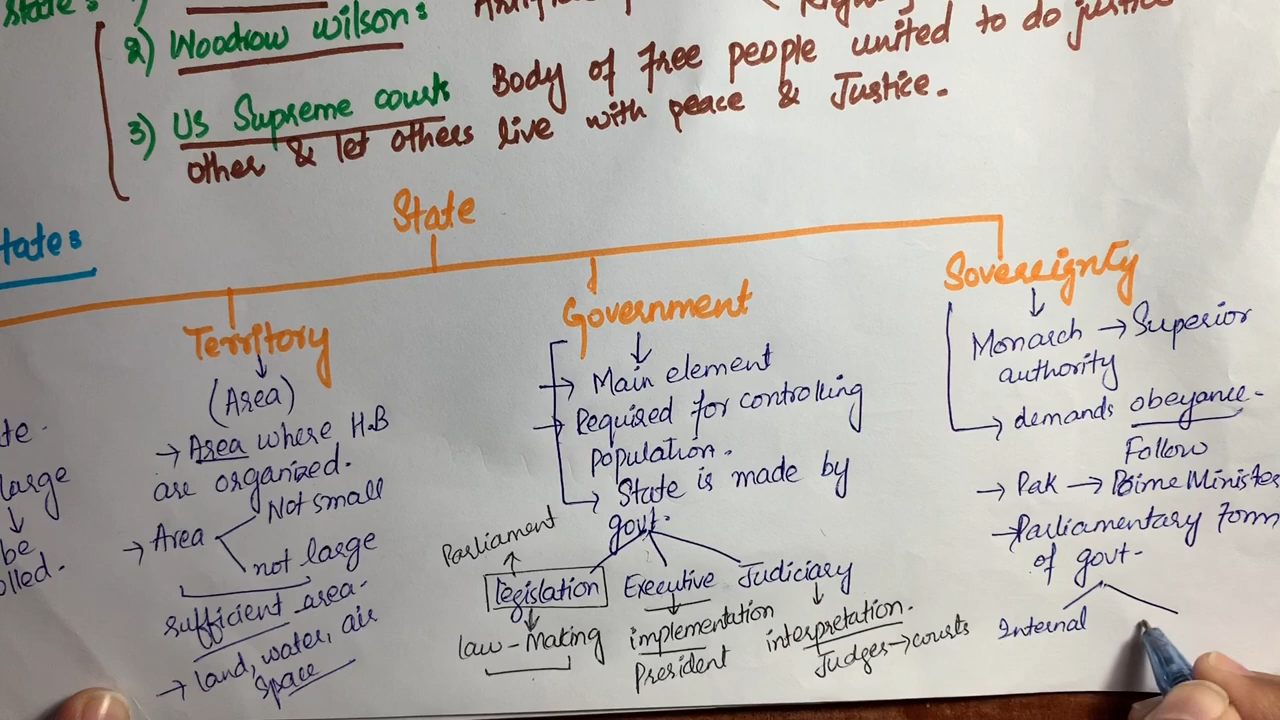 state:
2) Woodrow wilson:
3) US Supreme courts Body of Free people united to do justice
other & let others live with peace & Justice.
State
tate:
Territory
(Area)
→ Area where H.B
are organized.
→ Area Not small
not large
sufficient area.
→ land, water, air
space
te.
large
be
olled.
Government
→ Main element
→ Required for controlling
population.
→ State is made by
govt.
Parliament
legislation
law-Making
Executive
implementation
President
Judiciary
interpretation.
Judges → courts
Sovereignty
Monarch → Superior
authority
→ demands obeyance.
Follow
→ Pak → Prime Minister
→ Parliamentary Form
of govt.
Internal